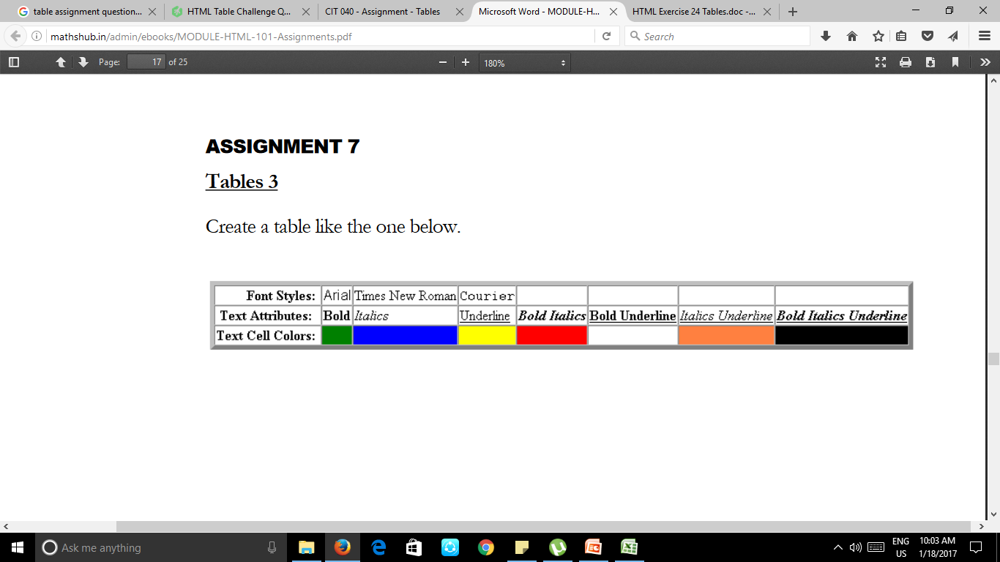 table assignment question...
HTML Table Challenge Q...
CIT 040 - Assignment - Tables
Microsoft Word - MODULE-H...
HTML Exercise 24 Tables.doc -...
mathshub.in/admin/ebooks/MODULE-HTML-101-Assignments.pdf
Search
Page: 17 of 25
180%
ASSIGNMENT 7
Tables 3
Create a table like the one below.
Font Styles: Arial Times New Roman Courier
Text Attributes: Bold Italics Underline Bold Italics Bold Underline Italics Underline Bold Italics Underline
Text Cell Colors:
Ask me anything
ENG 10:03 AM
US 1/18/2017